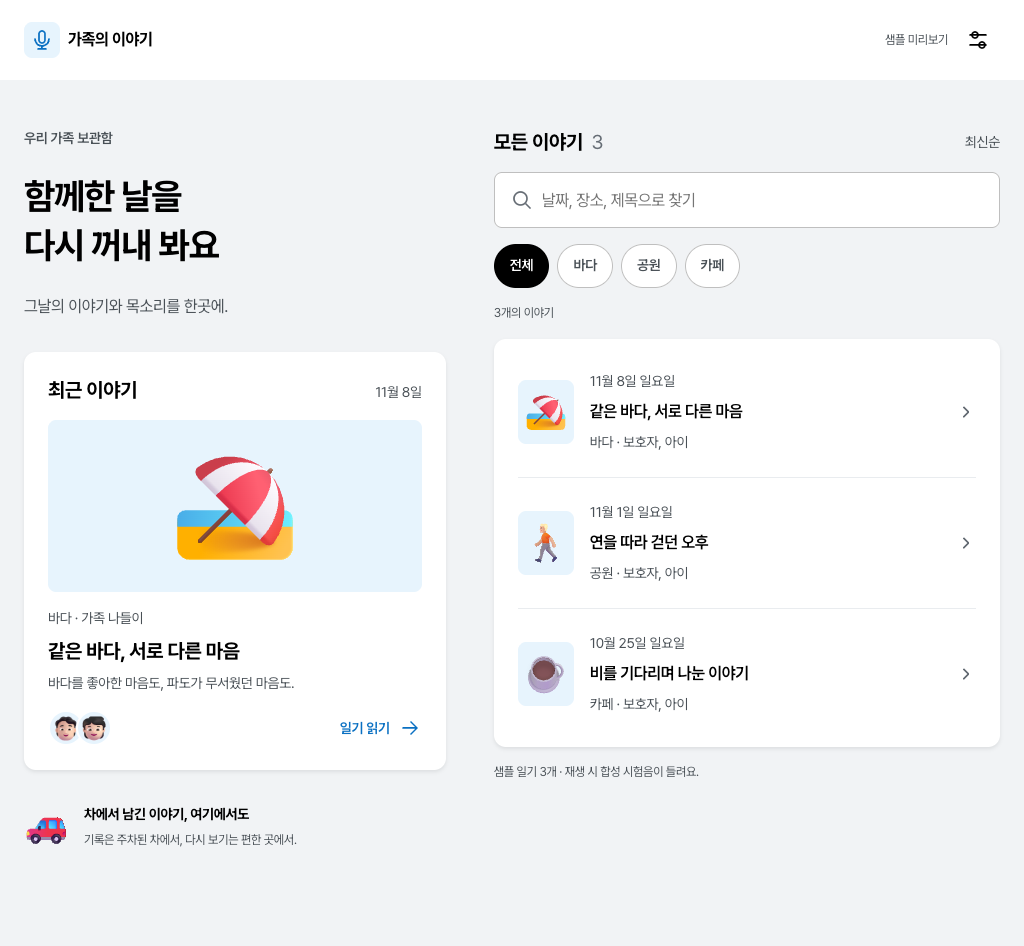 가족의 이야기
샘플 미리보기
우리 가족 보관함
함께한 날을
다시 꺼내 봐요
그날의 이야기와 목소리를 한곳에.
최근 이야기
11월 8일
바다 · 가족 나들이
같은 바다, 서로 다른 마음
바다를 좋아한 마음도, 파도가 무서웠던 마음도.
일기 읽기
차에서 남긴 이야기, 여기에서도
기록은 주차된 차에서, 다시 보기는 편한 곳에서.
모든 이야기 3
최신순
날짜, 장소, 제목으로 찾기
전체
바다
공원
카페
3개의 이야기
11월 8일 일요일
같은 바다, 서로 다른 마음
바다 · 보호자, 아이
11월 1일 일요일
연을 따라 걷던 오후
공원 · 보호자, 아이
10월 25일 일요일
비를 기다리며 나눈 이야기
카페 · 보호자, 아이
샘플 일기 3개 · 재생 시 합성 시험음이 들려요.